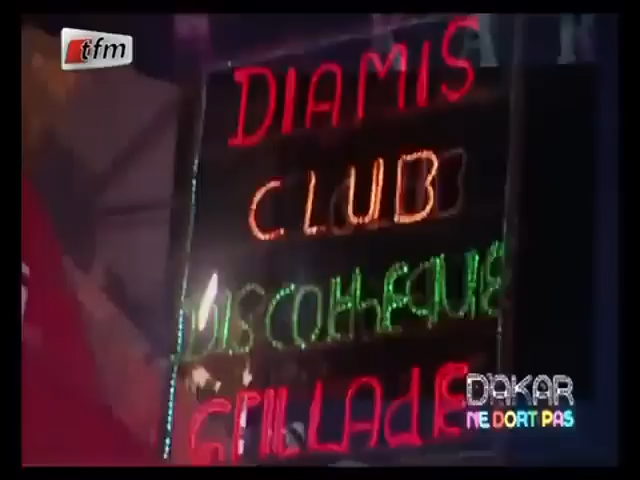 tfm
DIAMIS
CLUB
DISCOTHEQUE
GRILLADE
DAKAR
NE DORT PAS